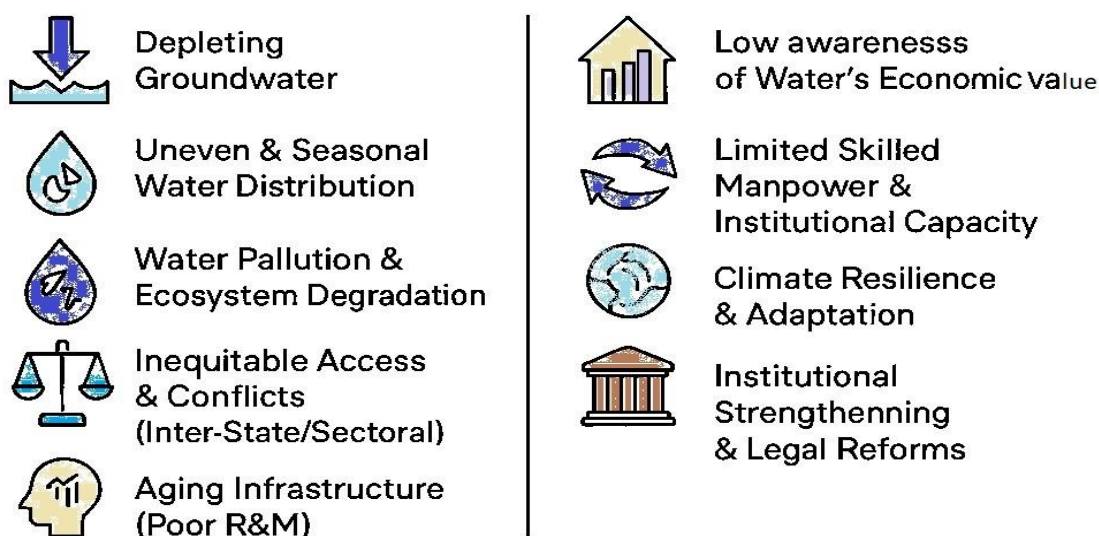 Depleting
Groundwater
Uneven & Seasonal
Water Distribution
Water Pallution &
Ecosystem Degradation
Inequitable Access
& Conflicts
(Inter-State/Sectoral)
Aging Infrastructure
(Poor R&M)
Low awarenesss
of Water's Economic value
Limited Skilled
Manpower &
Institutional Capacity
Climate Resilience
& Adaptation
Institutional
Strengthenning
& Legal Reforms